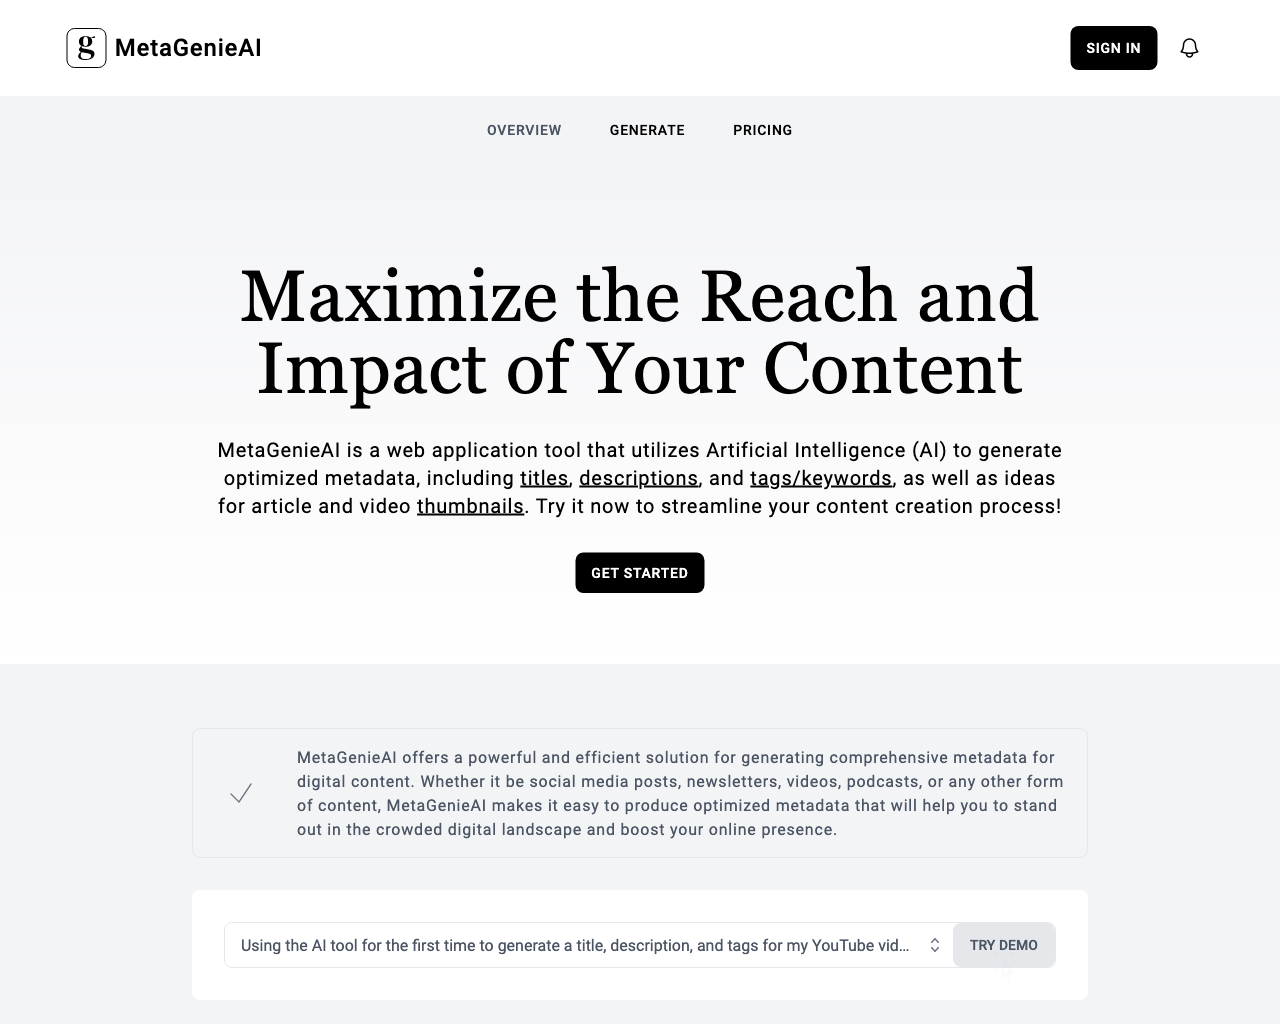 g MetaGenieAI
SIGN IN
OVERVIEW GENERATE PRICING
Maximize the Reach and
Impact of Your Content
MetaGenieAI is a web application tool that utilizes Artificial Intelligence (AI) to generate
optimized metadata, including titles, descriptions, and tags/keywords, as well as ideas
for article and video thumbnails. Try it now to streamline your content creation process!
GET STARTED
MetaGenieAI offers a powerful and efficient solution for generating comprehensive metadata for
digital content. Whether it be social media posts, newsletters, videos, podcasts, or any other form
of content, MetaGenieAI makes it easy to produce optimized metadata that will help you to stand
out in the crowded digital landscape and boost your online presence.
Using the AI tool for the first time to generate a title, description, and tags for my YouTube vid... TRY DEMO